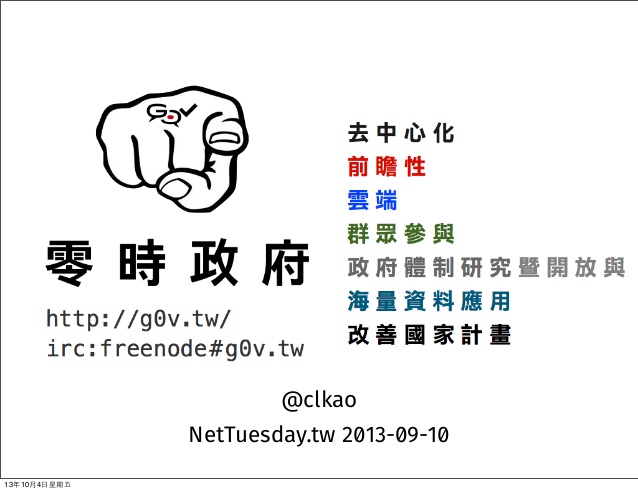 g0v
零時政府
http://g0v.tw/
irc:freenode#g0v.tw
去中心化
前瞻性
雲端
群眾參與
政府體制研究暨開放與
海量資料應用
改善國家計畫
@clkao
NetTuesday.tw 2013-09-10
13年10月4日星期五